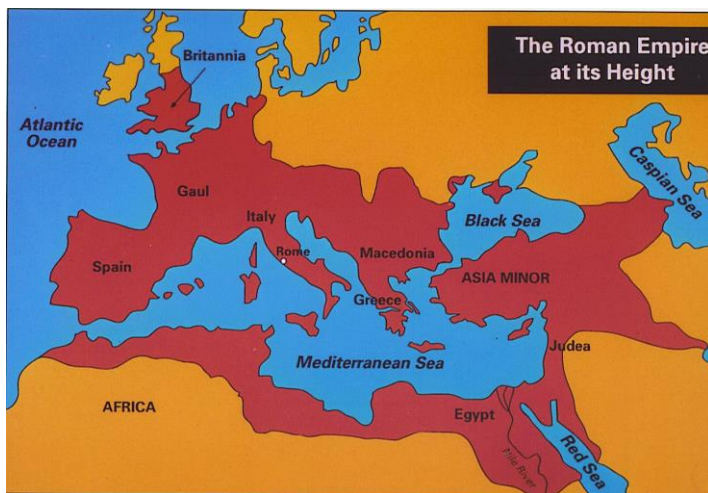 The Roman Empire
at its Height
Britannia
Atlantic
Ocean
Caspian Sea
Gaul
Italy
Black Sea
Rome
Macedonia
Spain
ASIA MINOR
Greece
Mediterranean Sea
Judea
AFRICA
Egypt
Nile River
Red Sea